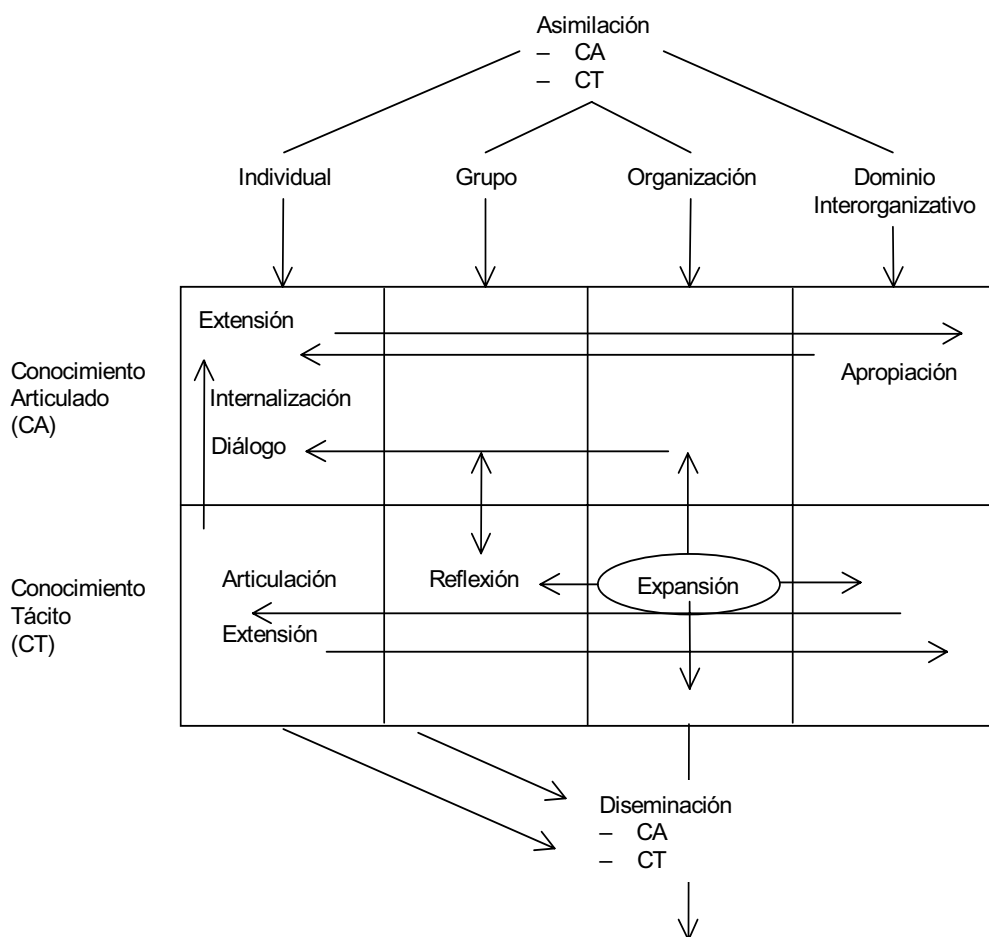 Asimilación
– CA
– CT
Individual
Grupo
Organización
Dominio
Interorganizativo
Conocimiento
Articulado
(CA)
Extensión
Apropiación
Internalización
Diálogo
Conocimiento
Tácito
(CT)
Articulación
Reflexión
Expansión
Extensión
Diseminación
– CA
– CT